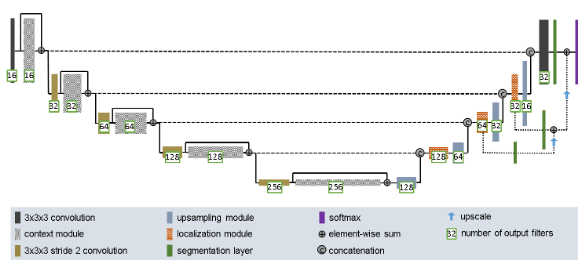 16 16 32
32 32 32 16
64 64 64 32
128 128 128 64
256 256 128
3x3x3 convolution upsampling module softmax upscale
context module localization module element-wise sum 32 number of output filters
3x3x3 stride 2 convolution segmentation layer C concatenation